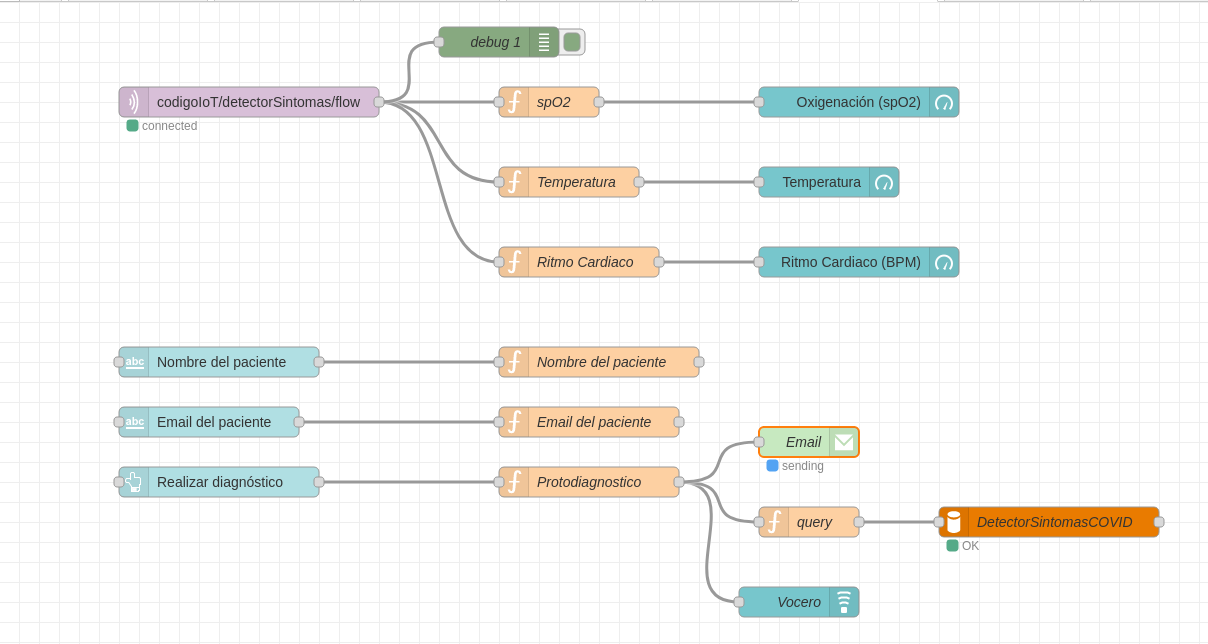 debug 1
codigoIoT/detectorSintomas/flow
connected
spO2
Oxigenación (spO2)
Temperatura
Temperatura
Ritmo Cardiaco
Ritmo Cardiaco (BPM)
abc
Nombre del paciente
Nombre del paciente
abc
Email del paciente
Email del paciente
Email
sending
Realizar diagnóstico
Protodiagnostico
query
DetectorSintomasCOVID
OK
Vocero